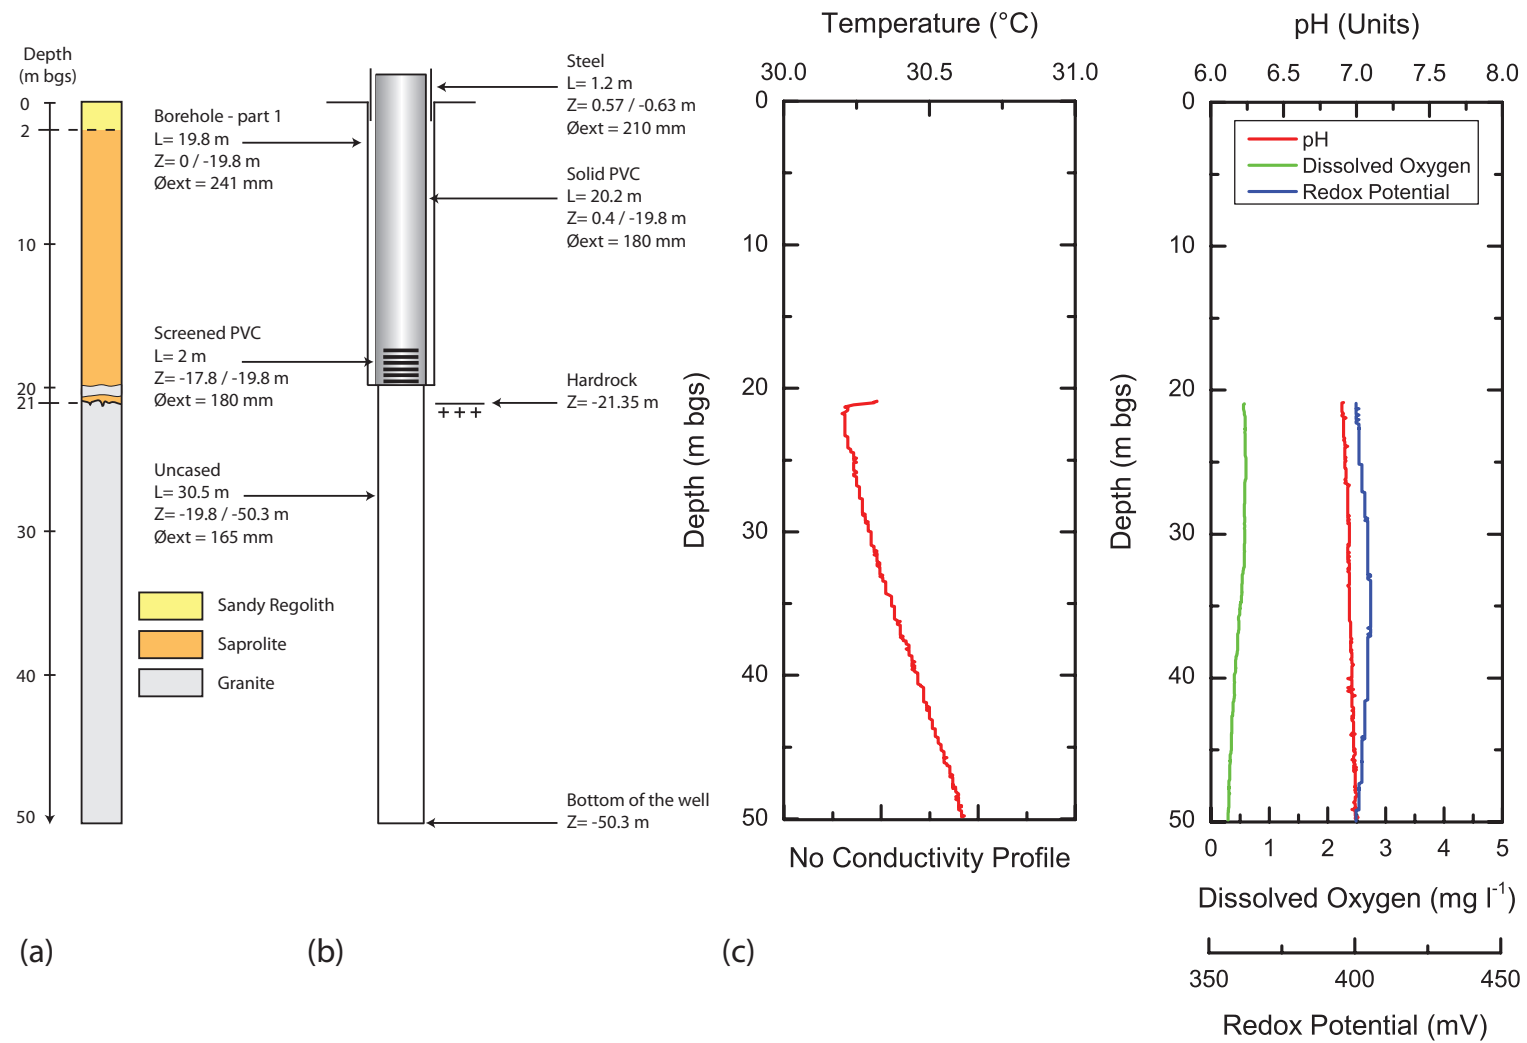 Depth
(m bgs)
0
2
10
20
21
30
40
50
Borehole - part 1
L= 19.8 m
Z= 0 / -19.8 m
Øext = 241 mm
Screened PVC
L= 2 m
Z= -17.8 / -19.8 m
Øext = 180 mm
Uncased
L= 30.5 m
Z= -19.8 / -50.3 m
Øext = 165 mm
Sandy Regolith
Saprolite
Granite
Steel
L= 1.2 m
Z= 0.57 / -0.63 m
Øext = 210 mm
Solid PVC
L= 20.2 m
Z= 0.4 / -19.8 m
Øext = 180 mm
Hardrock
Z= -21.35 m
+ + +
Bottom of the well
Z= -50.3 m
Temperature (°C)
30.0 30.5 31.0
0
10
20
30
40
50
Depth (m bgs)
No Conductivity Profile
pH (Units)
6.0 6.5 7.0 7.5 8.0
pH
Dissolved Oxygen
Redox Potential
0
10
20
30
40
50
Depth (m bgs)
0 1 2 3 4 5
Dissolved Oxygen (mg l⁻¹)
350 400 450
Redox Potential (mV)
(a) (b) (c)